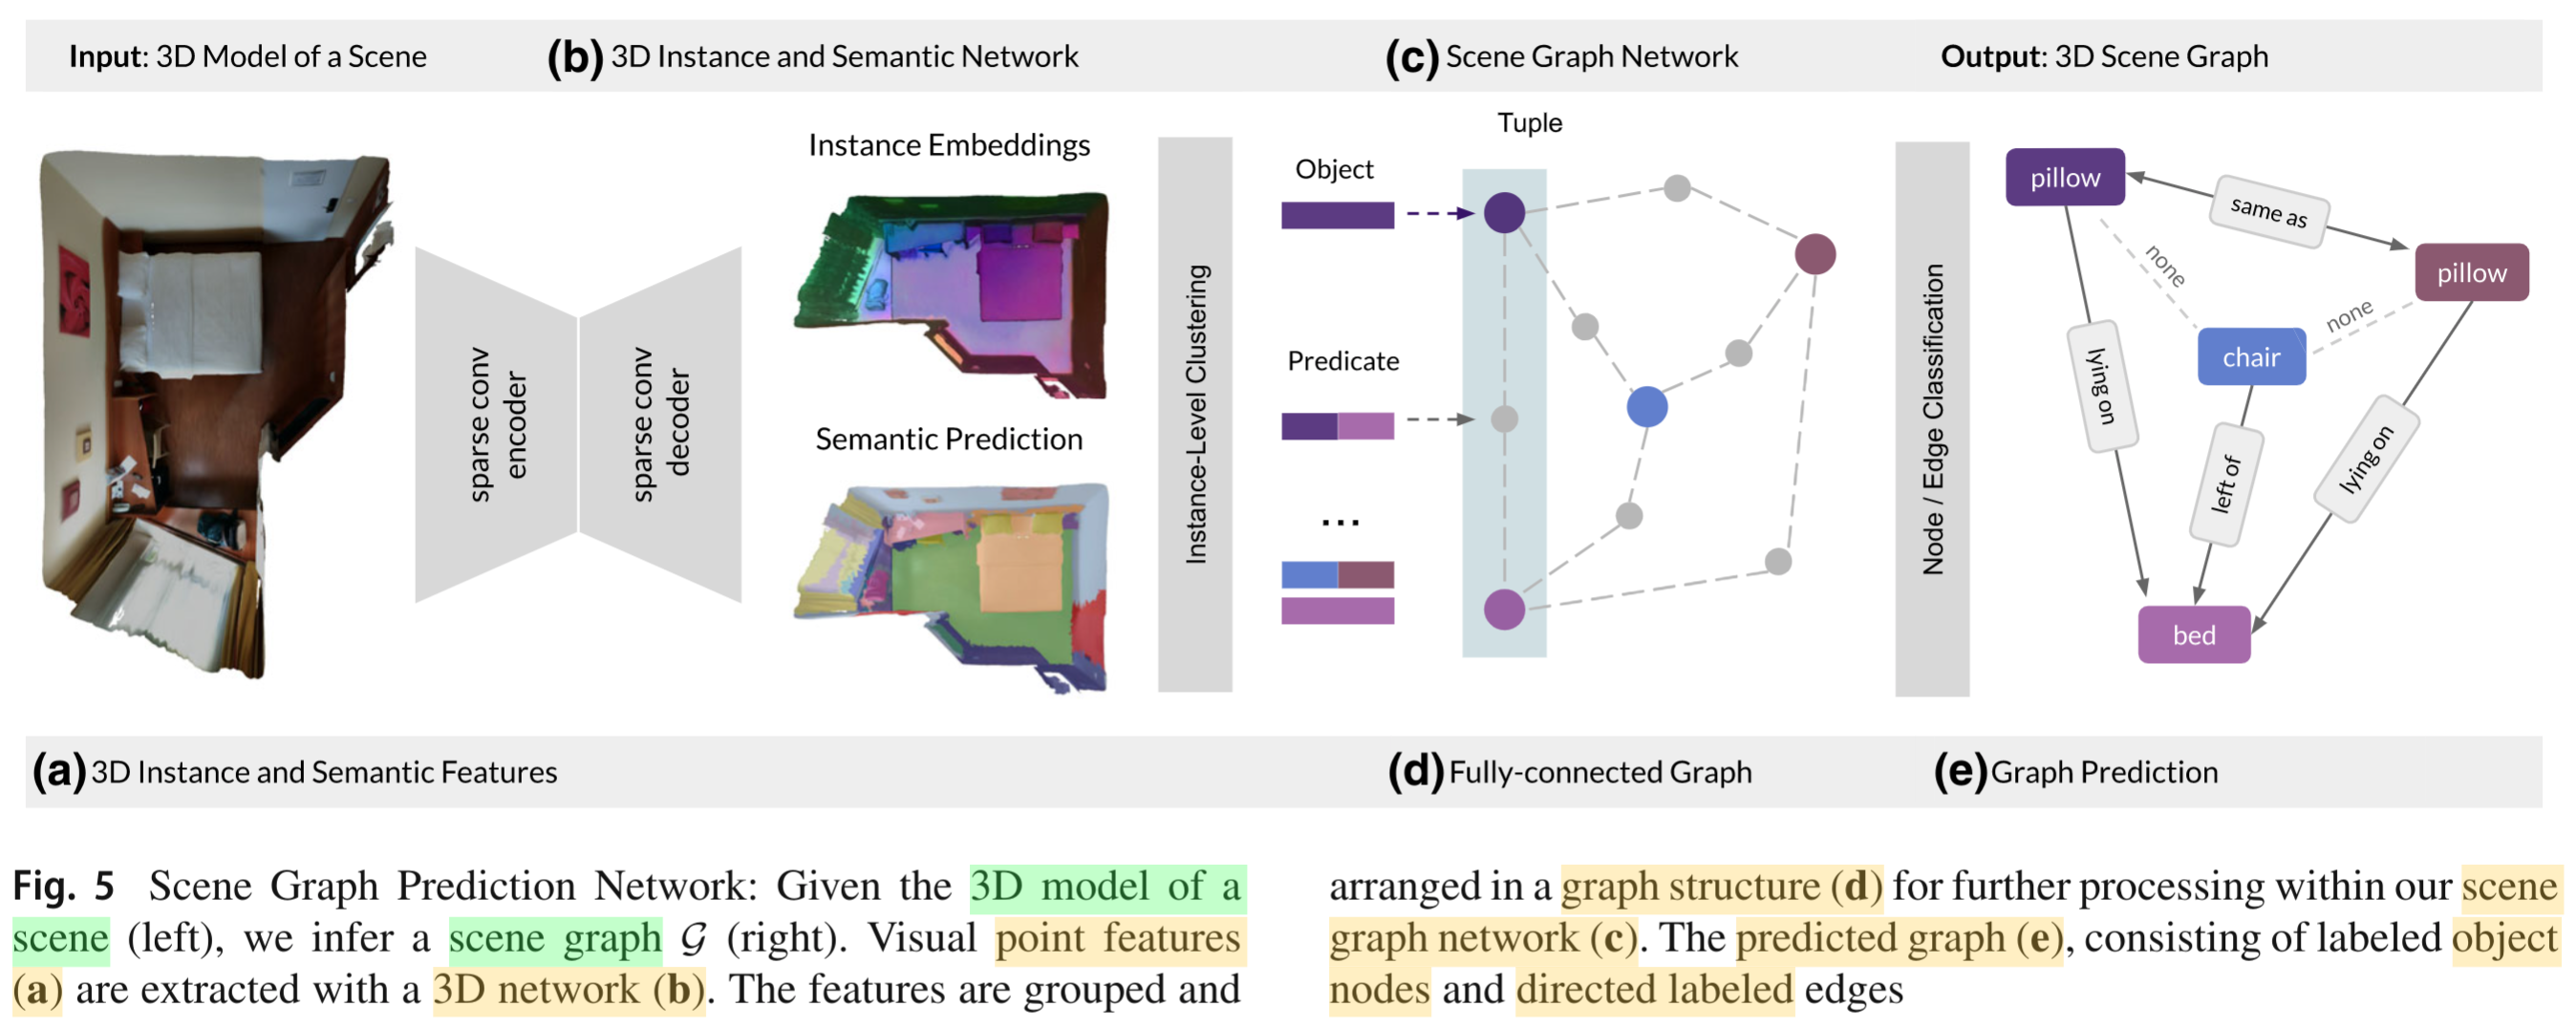 Input: 3D Model of a Scene
(b) 3D Instance and Semantic Network
(c) Scene Graph Network
Output: 3D Scene Graph
sparse conv
encoder
sparse conv
decoder
Instance Embeddings
Semantic Prediction
Instance-Level Clustering
Tuple
Object
Predicate
...
Node / Edge Classification
pillow
same as
pillow
none
none
chair
lying on
left of
lying on
bed
(a) 3D Instance and Semantic Features
(d) Fully-connected Graph
(e) Graph Prediction
Fig. 5 Scene Graph Prediction Network: Given the 3D model of a
scene (left), we infer a scene graph 𝒢 (right). Visual point features
(a) are extracted with a 3D network (b). The features are grouped and
arranged in a graph structure (d) for further processing within our scene
graph network (c). The predicted graph (e), consisting of labeled object
nodes and directed labeled edges